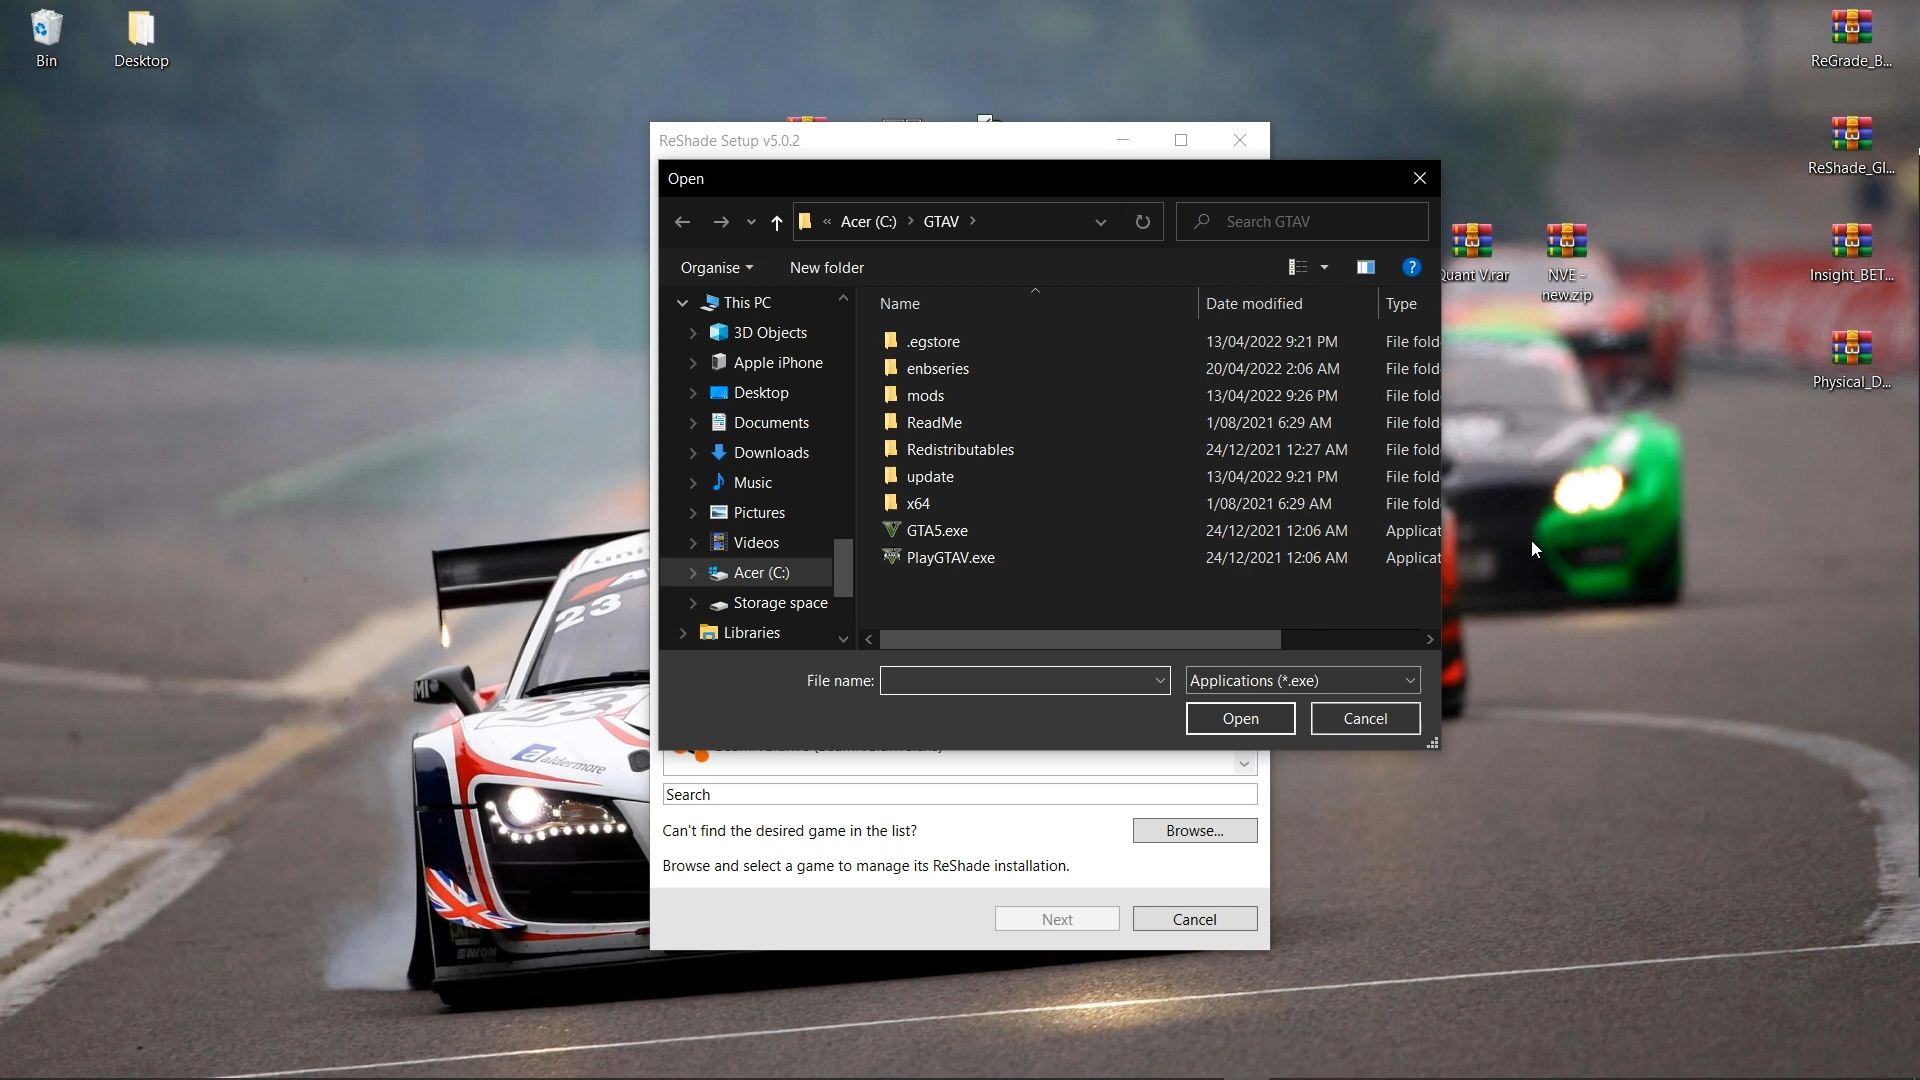 Bin
Desktop
ReGrade_B...
ReShade_Gl...
Quant V.rar
NVE -
new.zip
Insight_BET...
Physical_D...
ReShade Setup v5.0.2
Open
«
Acer (C:)
GTAV
Search GTAV
Organise
New folder
?
This PC
3D Objects
Apple iPhone
Desktop
Documents
Downloads
Music
Pictures
Videos
Acer (C:)
Storage space
Libraries
Name Date modified Type
.egstore 13/04/2022 9:21 PM File fold
enbseries 20/04/2022 2:06 AM File fold
mods 13/04/2022 9:26 PM File fold
ReadMe 1/08/2021 6:29 AM File fold
Redistributables 24/12/2021 12:27 AM File fold
update 13/04/2022 9:21 PM File fold
x64 1/08/2021 6:29 AM File fold
GTA5.exe 24/12/2021 12:06 AM Applicat
PlayGTAV.exe 24/12/2021 12:06 AM Applicat
File name:
Applications (*.exe)
Open
Cancel
Search
Can't find the desired game in the list?
Browse...
Browse and select a game to manage its ReShade installation.
Next
Cancel
23
aldermore
AVON